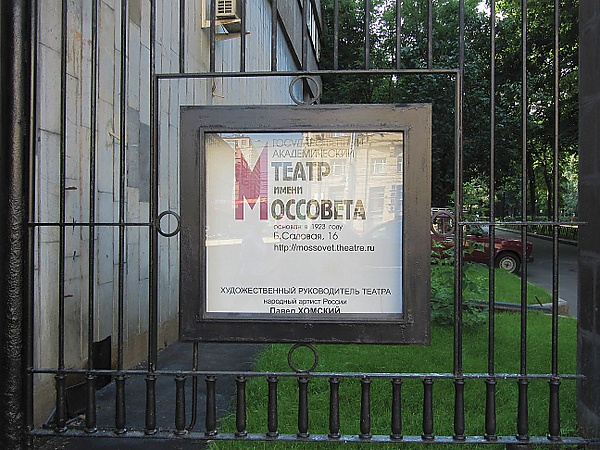 ГОСУДАРСТВЕННЫЙ
АКАДЕМИЧЕСКИЙ
ТЕАТР
ИМЕНИ
МОССОВЕТА
основан в 1923 году
Б.Садовая, 16
http://mossovet.theatre.ru
ХУДОЖЕСТВЕННЫЙ РУКОВОДИТЕЛЬ ТЕАТРА
народный артист России
Павел ХОМСКИЙ